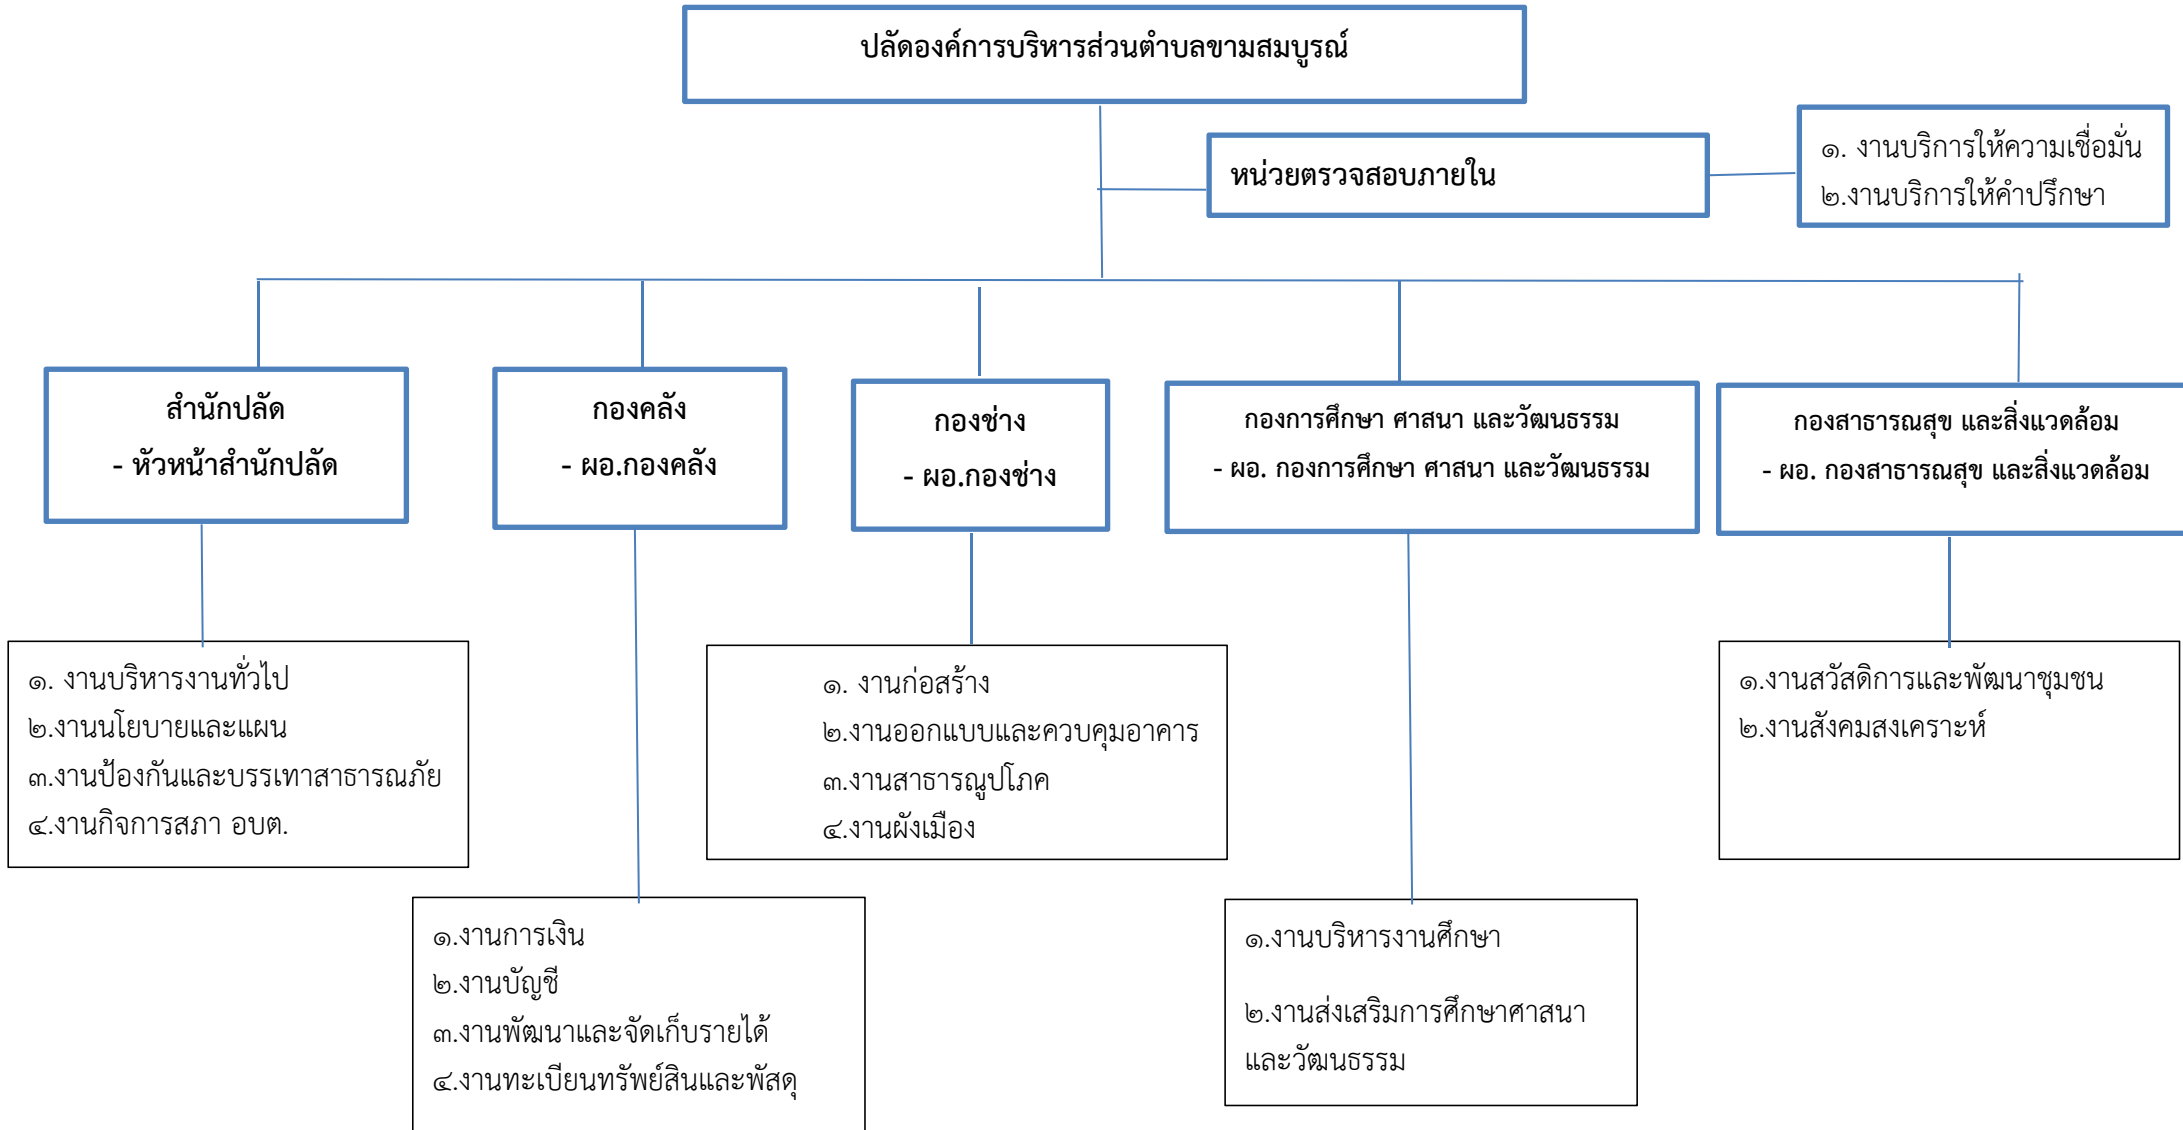 ปลัดองค์การบริหารส่วนตำบลขามสมบูรณ์
หน่วยตรวจสอบภายใน
๑. งานบริการให้ความเชื่อมั่น
๒.งานบริการให้คำปรึกษา
สำนักปลัด
- หัวหน้าสำนักปลัด
กองคลัง
- ผอ.กองคลัง
กองช่าง
- ผอ.กองช่าง
กองการศึกษา ศาสนา และวัฒนธรรม
- ผอ. กองการศึกษา ศาสนา และวัฒนธรรม
กองสาธารณสุข และสิ่งแวดล้อม
- ผอ. กองสาธารณสุข และสิ่งแวดล้อม
๑. งานบริหารงานทั่วไป
๒.งานนโยบายและแผน
๓.งานป้องกันและบรรเทาสาธารณภัย
๔.งานกิจการสภา อบต.
๑.งานการเงิน
๒.งานบัญชี
๓.งานพัฒนาและจัดเก็บรายได้
๔.งานทะเบียนทรัพย์สินและพัสดุ
๑. งานก่อสร้าง
๒.งานออกแบบและควบคุมอาคาร
๓.งานสาธารณูปโภค
๔.งานผังเมือง
๑.งานบริหารงานศึกษา
๒.งานส่งเสริมการศึกษาศาสนา
และวัฒนธรรม
๑.งานสวัสดิการและพัฒนาชุมชน
๒.งานสังคมสงเคราะห์